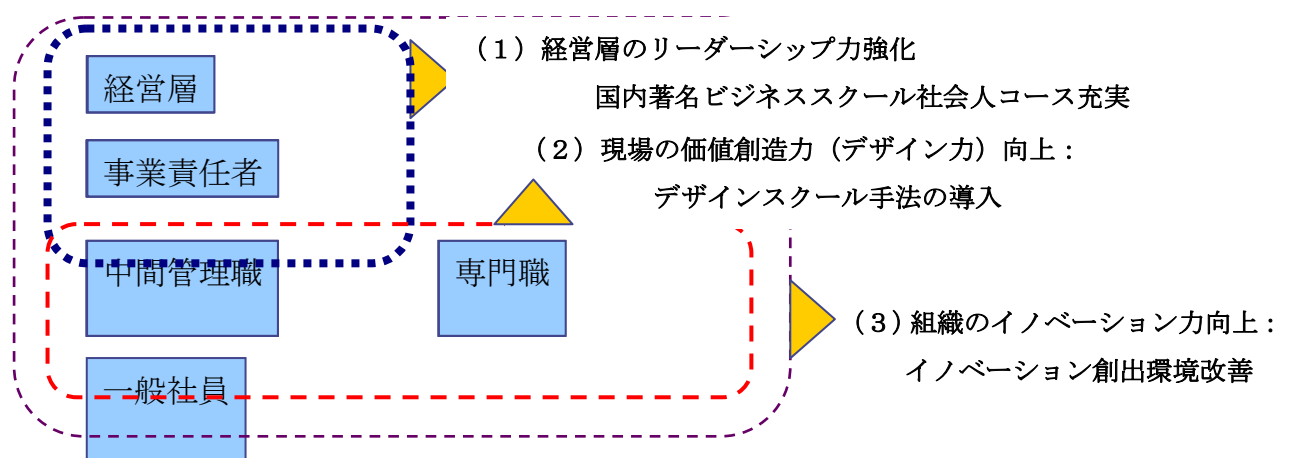 経営層
事業責任者
中間管理職
専門職
一般社員
（１）経営層のリーダーシップ力強化
国内著名ビジネススクール社会人コース充実
（２）現場の価値創造力（デザイン力）向上：
デザインスクール手法の導入
（３）組織のイノベーション力向上：
イノベーション創出環境改善